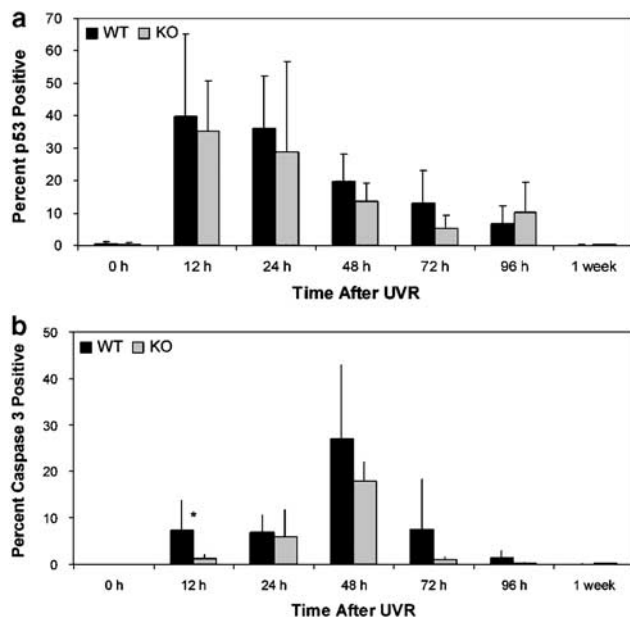 a
WT KO
70
60
50
40
30
20
10
0
Percent p53 Positive
0 h 12 h 24 h 48 h 72 h 96 h 1 week
Time After UVR
b
WT KO
50
40
30
20
10
0
Percent Caspase 3 Positive
*
0 h 12 h 24 h 48 h 72 h 96 h 1 week
Time After UVR